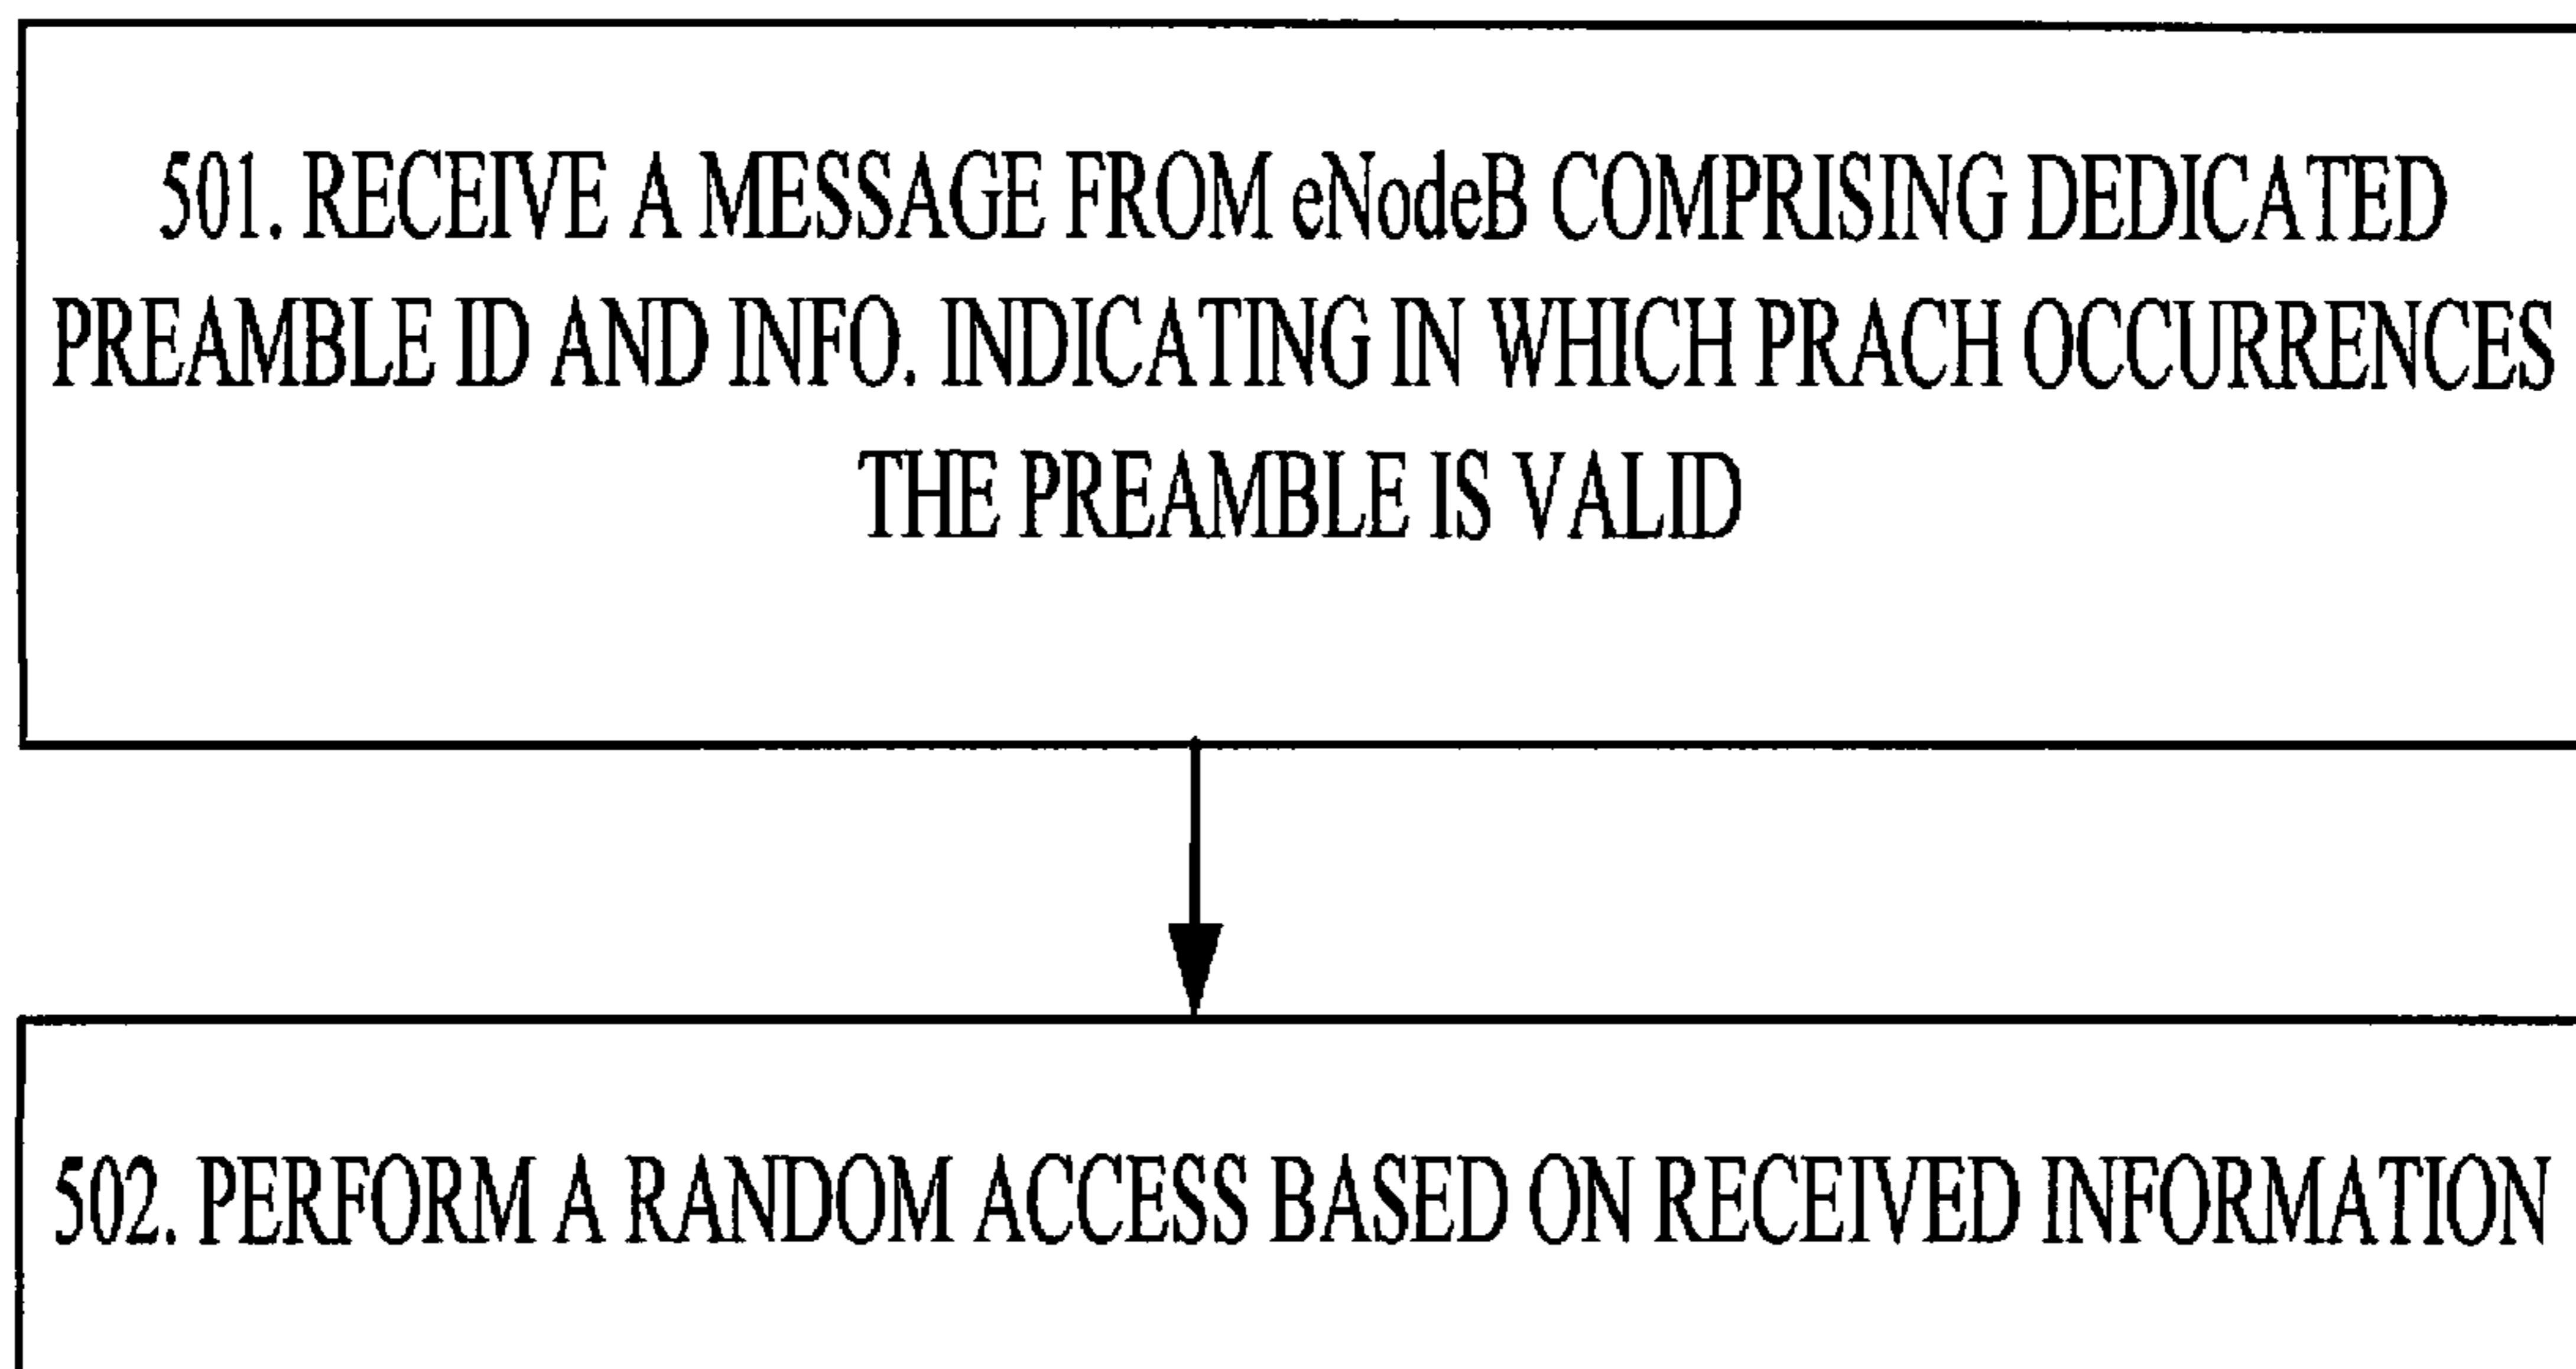 501. RECEIVE A MESSAGE FROM eNodeB COMPRISING DEDICATED
PREAMBLE ID AND INFO. INDICATING IN WHICH PRACH OCCURRENCES
THE PREAMBLE IS VALID
502. PERFORM A RANDOM ACCESS BASED ON RECEIVED INFORMATION